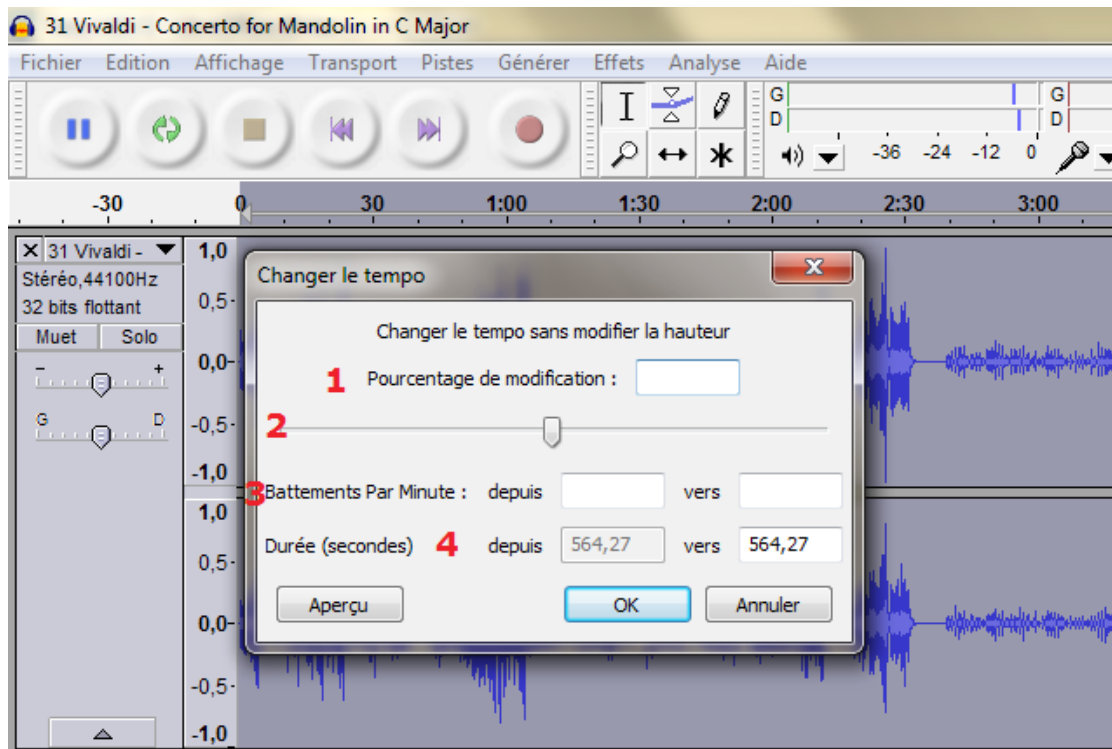 31 Vivaldi - Concerto for Mandolin in C Major
Fichier Edition Affichage Transport Pistes Générer Effets Analyse Aide
G G
D D
-36 -24 -12 0
-30 0 30 1:00 1:30 2:00 2:30 3:00
X 31 Vivaldi -
Stéréo,44100Hz
32 bits flottant
Muet Solo
- +
G D
1,0
0,5
0,0
-0,5
-1,0
1,0
0,5
0,0
-0,5
-1,0
Changer le tempo
Changer le tempo sans modifier la hauteur
1 Pourcentage de modification :
2
3 Battements Par Minute : depuis vers
Durée (secondes) 4 depuis 564,27 vers 564,27
Aperçu OK Annuler